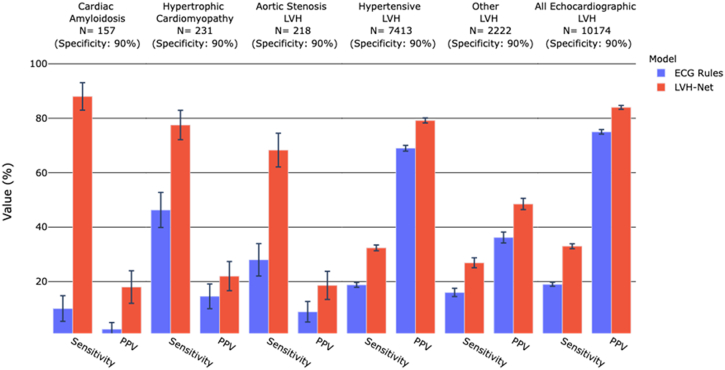 Cardiac
Amyloidosis
N= 157
(Specificity: 90%)
Hypertrophic
Cardiomyopathy
N= 231
(Specificity: 90%)
Aortic Stenosis
LVH
N= 218
(Specificity: 90%)
Hypertensive
LVH
N= 7413
(Specificity: 90%)
Other
LVH
N= 2222
(Specificity: 90%)
All Echocardiographic
LVH
N= 10174
(Specificity: 90%)
Model
ECG Rules
LVH-Net
Value (%)
100
80
60
40
20
Sensitivity
PPV
Sensitivity
PPV
Sensitivity
PPV
Sensitivity
PPV
Sensitivity
PPV
Sensitivity
PPV